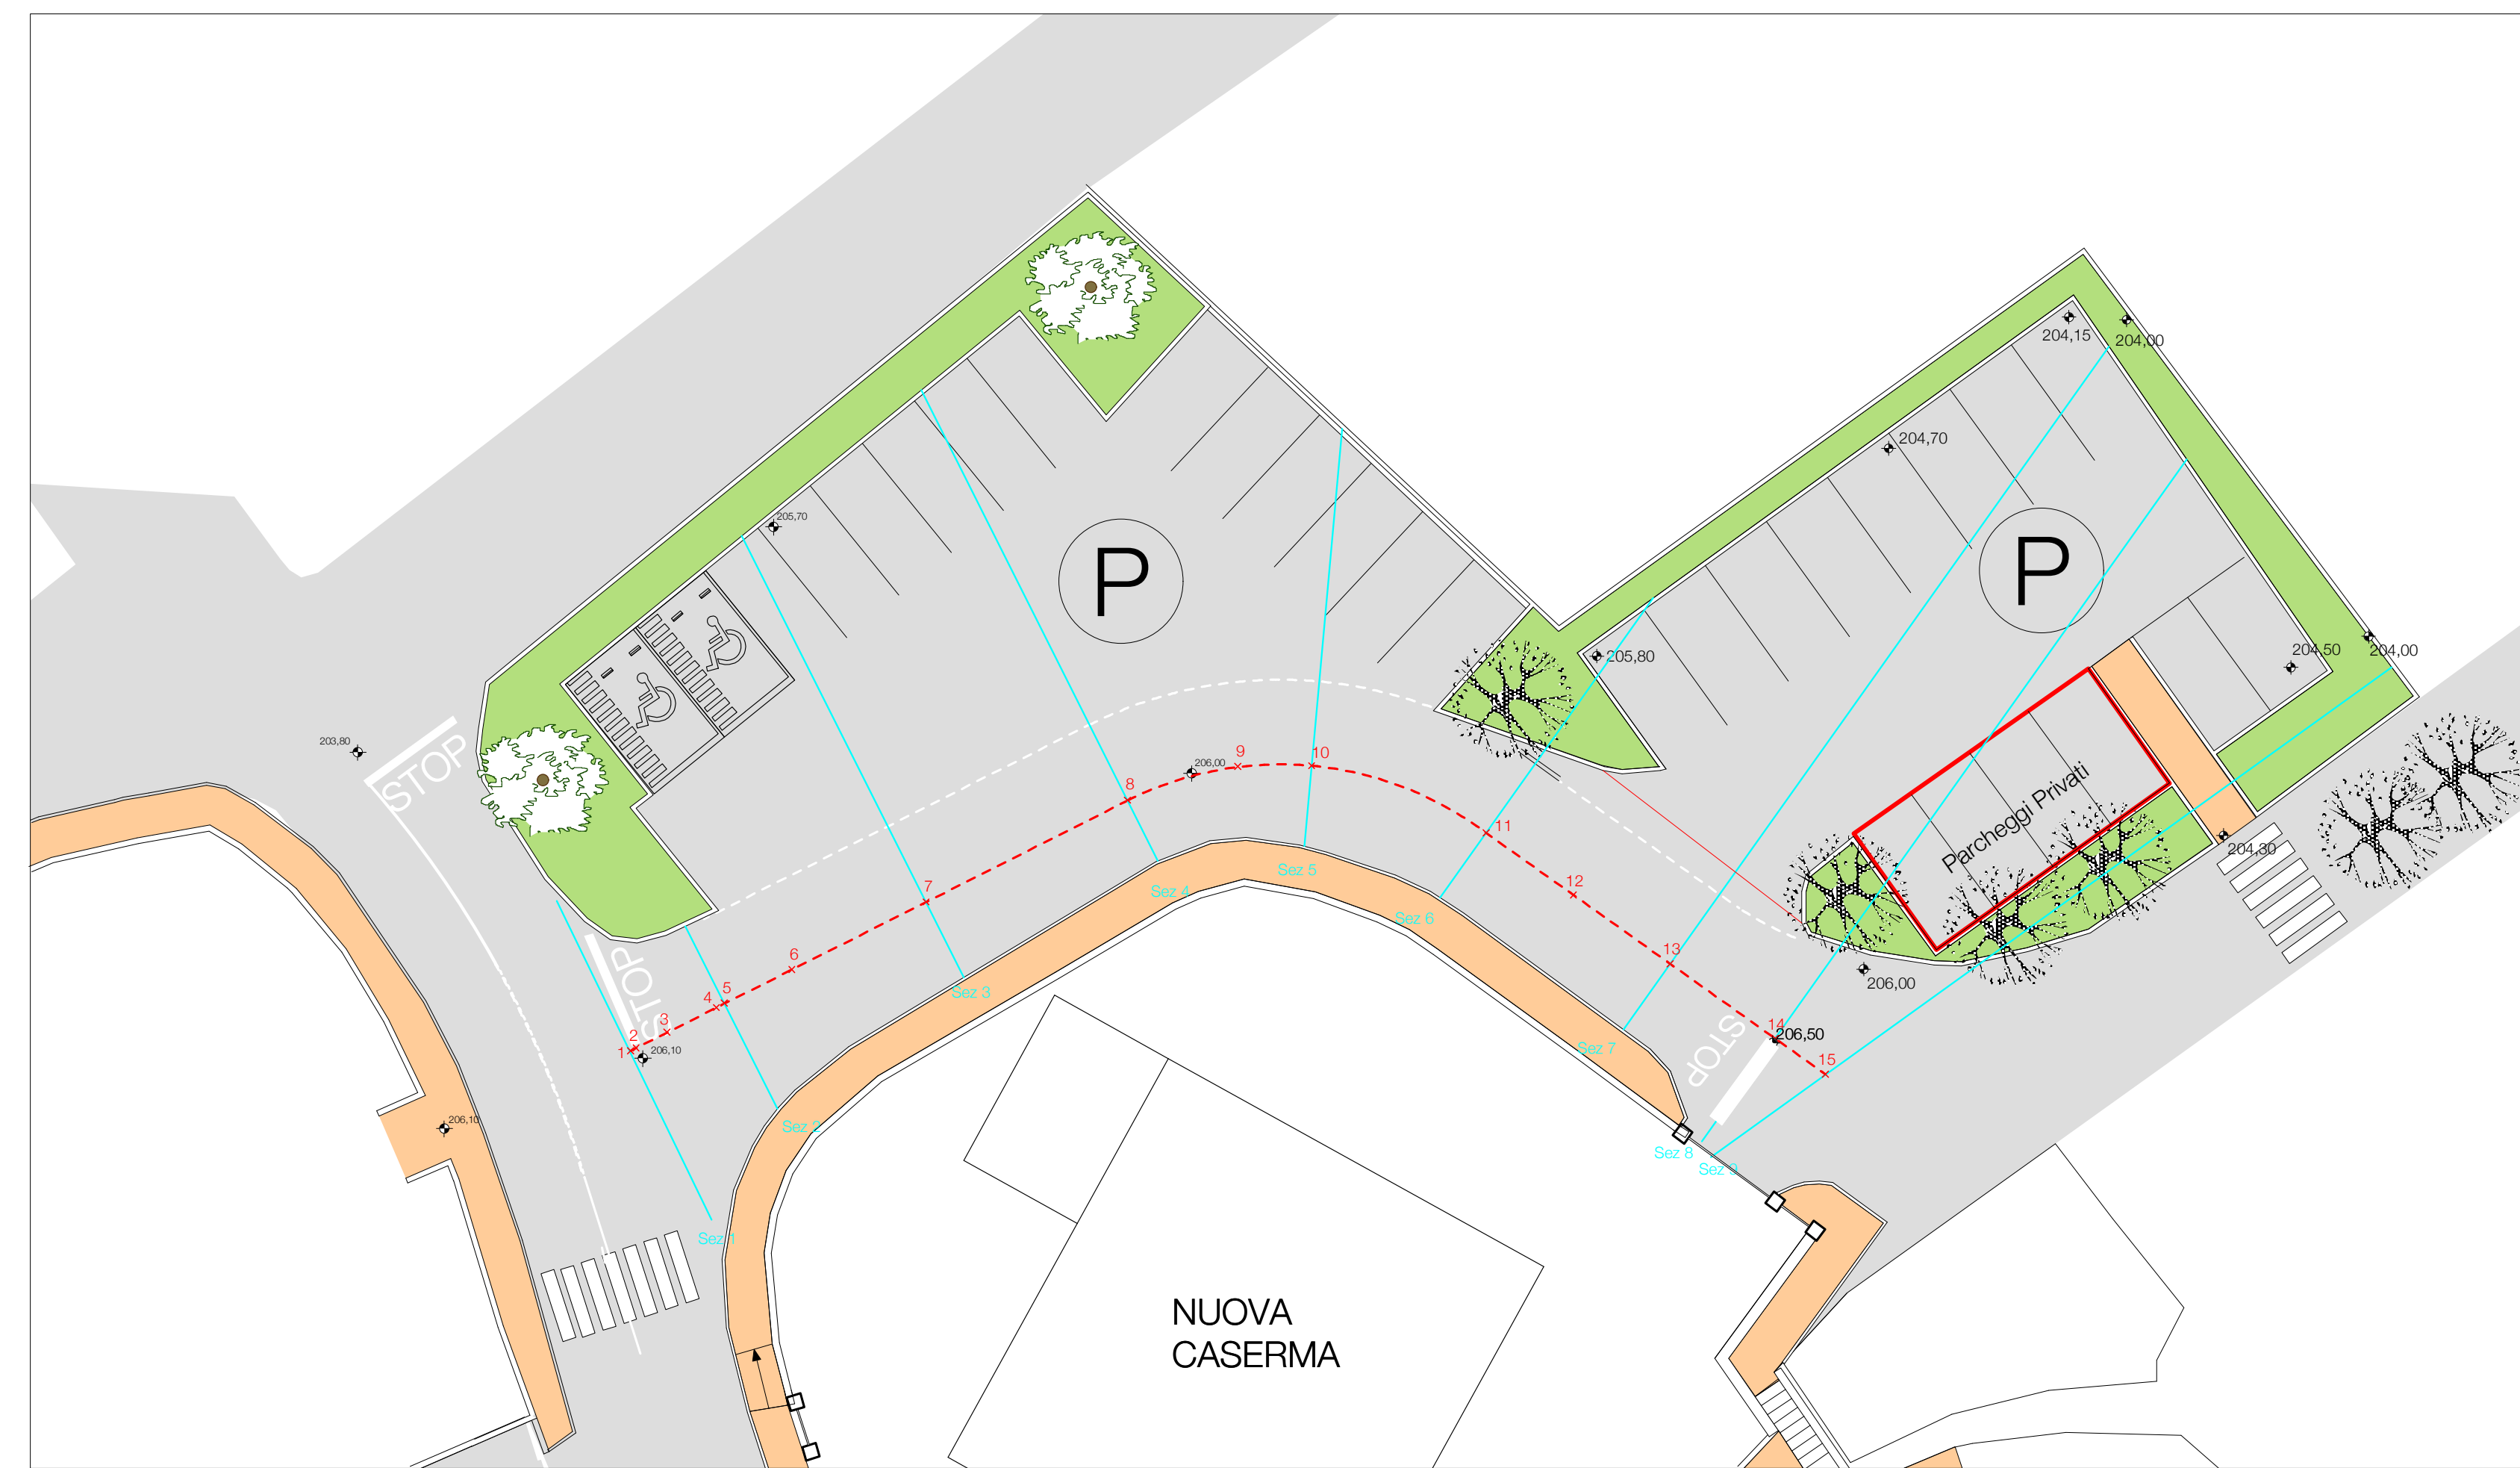 204,15
204,00
204,70
205,70
P
P
205,80
204,50
204,00
STOP
203,80
9
10
206,00
8
11
Parcheggi Privati
204,30
12
7
Sez 5
Sez 4
Sez 6
6
13
STOP
5
4
Sez 3
206,00
3
2
1
206,10
14
206,50
STOP
Sez 7
15
206,10
Sez 2
Sez 8
Sez 9
Sez 1
NUOVA
CASERMA